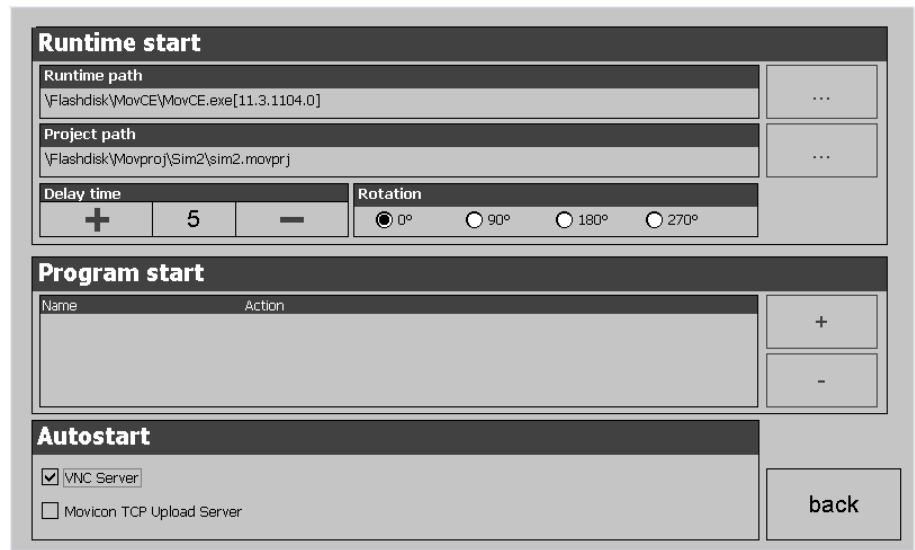 Runtime start
Runtime path
\Flashdisk\MovCE\MovCE.exe[11.3.1104.0]
...
Project path
\Flashdisk\Movproj\Sim2\sim2.movprj
...
Delay time
Rotation
+ 5 −
0° 90° 180° 270°
Program start
Name Action
+
-
Autostart
VNC Server
Movicon TCP Upload Server
back